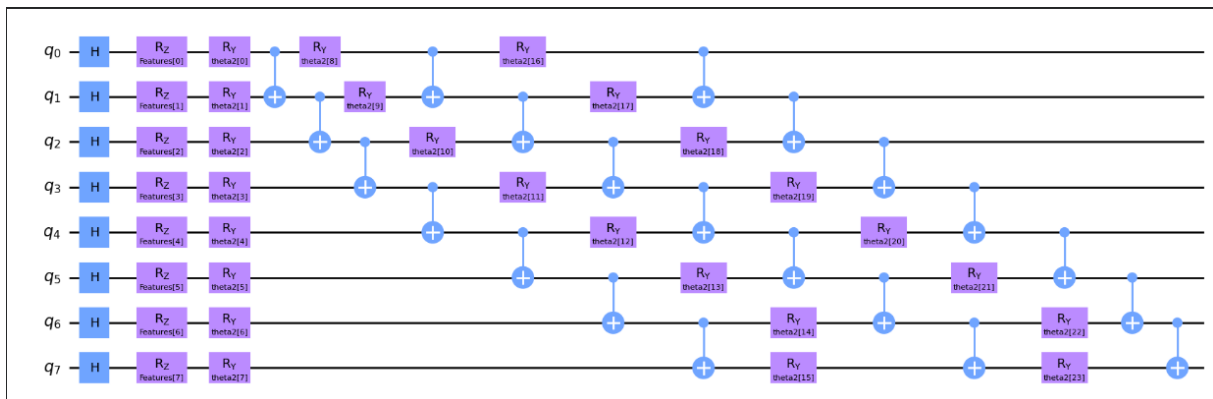 q0 H RZ Features[0] RY theta2[0] RY theta2[8] RY theta2[16]
q1 H RZ Features[1] RY theta2[1] RY theta2[9] RY theta2[17]
q2 H RZ Features[2] RY theta2[2] RY theta2[10] RY theta2[18]
q3 H RZ Features[3] RY theta2[3] RY theta2[11] RY theta2[19]
q4 H RZ Features[4] RY theta2[4] RY theta2[12] RY theta2[20]
q5 H RZ Features[5] RY theta2[5] RY theta2[13] RY theta2[21]
q6 H RZ Features[6] RY theta2[6] RY theta2[14] RY theta2[22]
q7 H RZ Features[7] RY theta2[7] RY theta2[15] RY theta2[23]